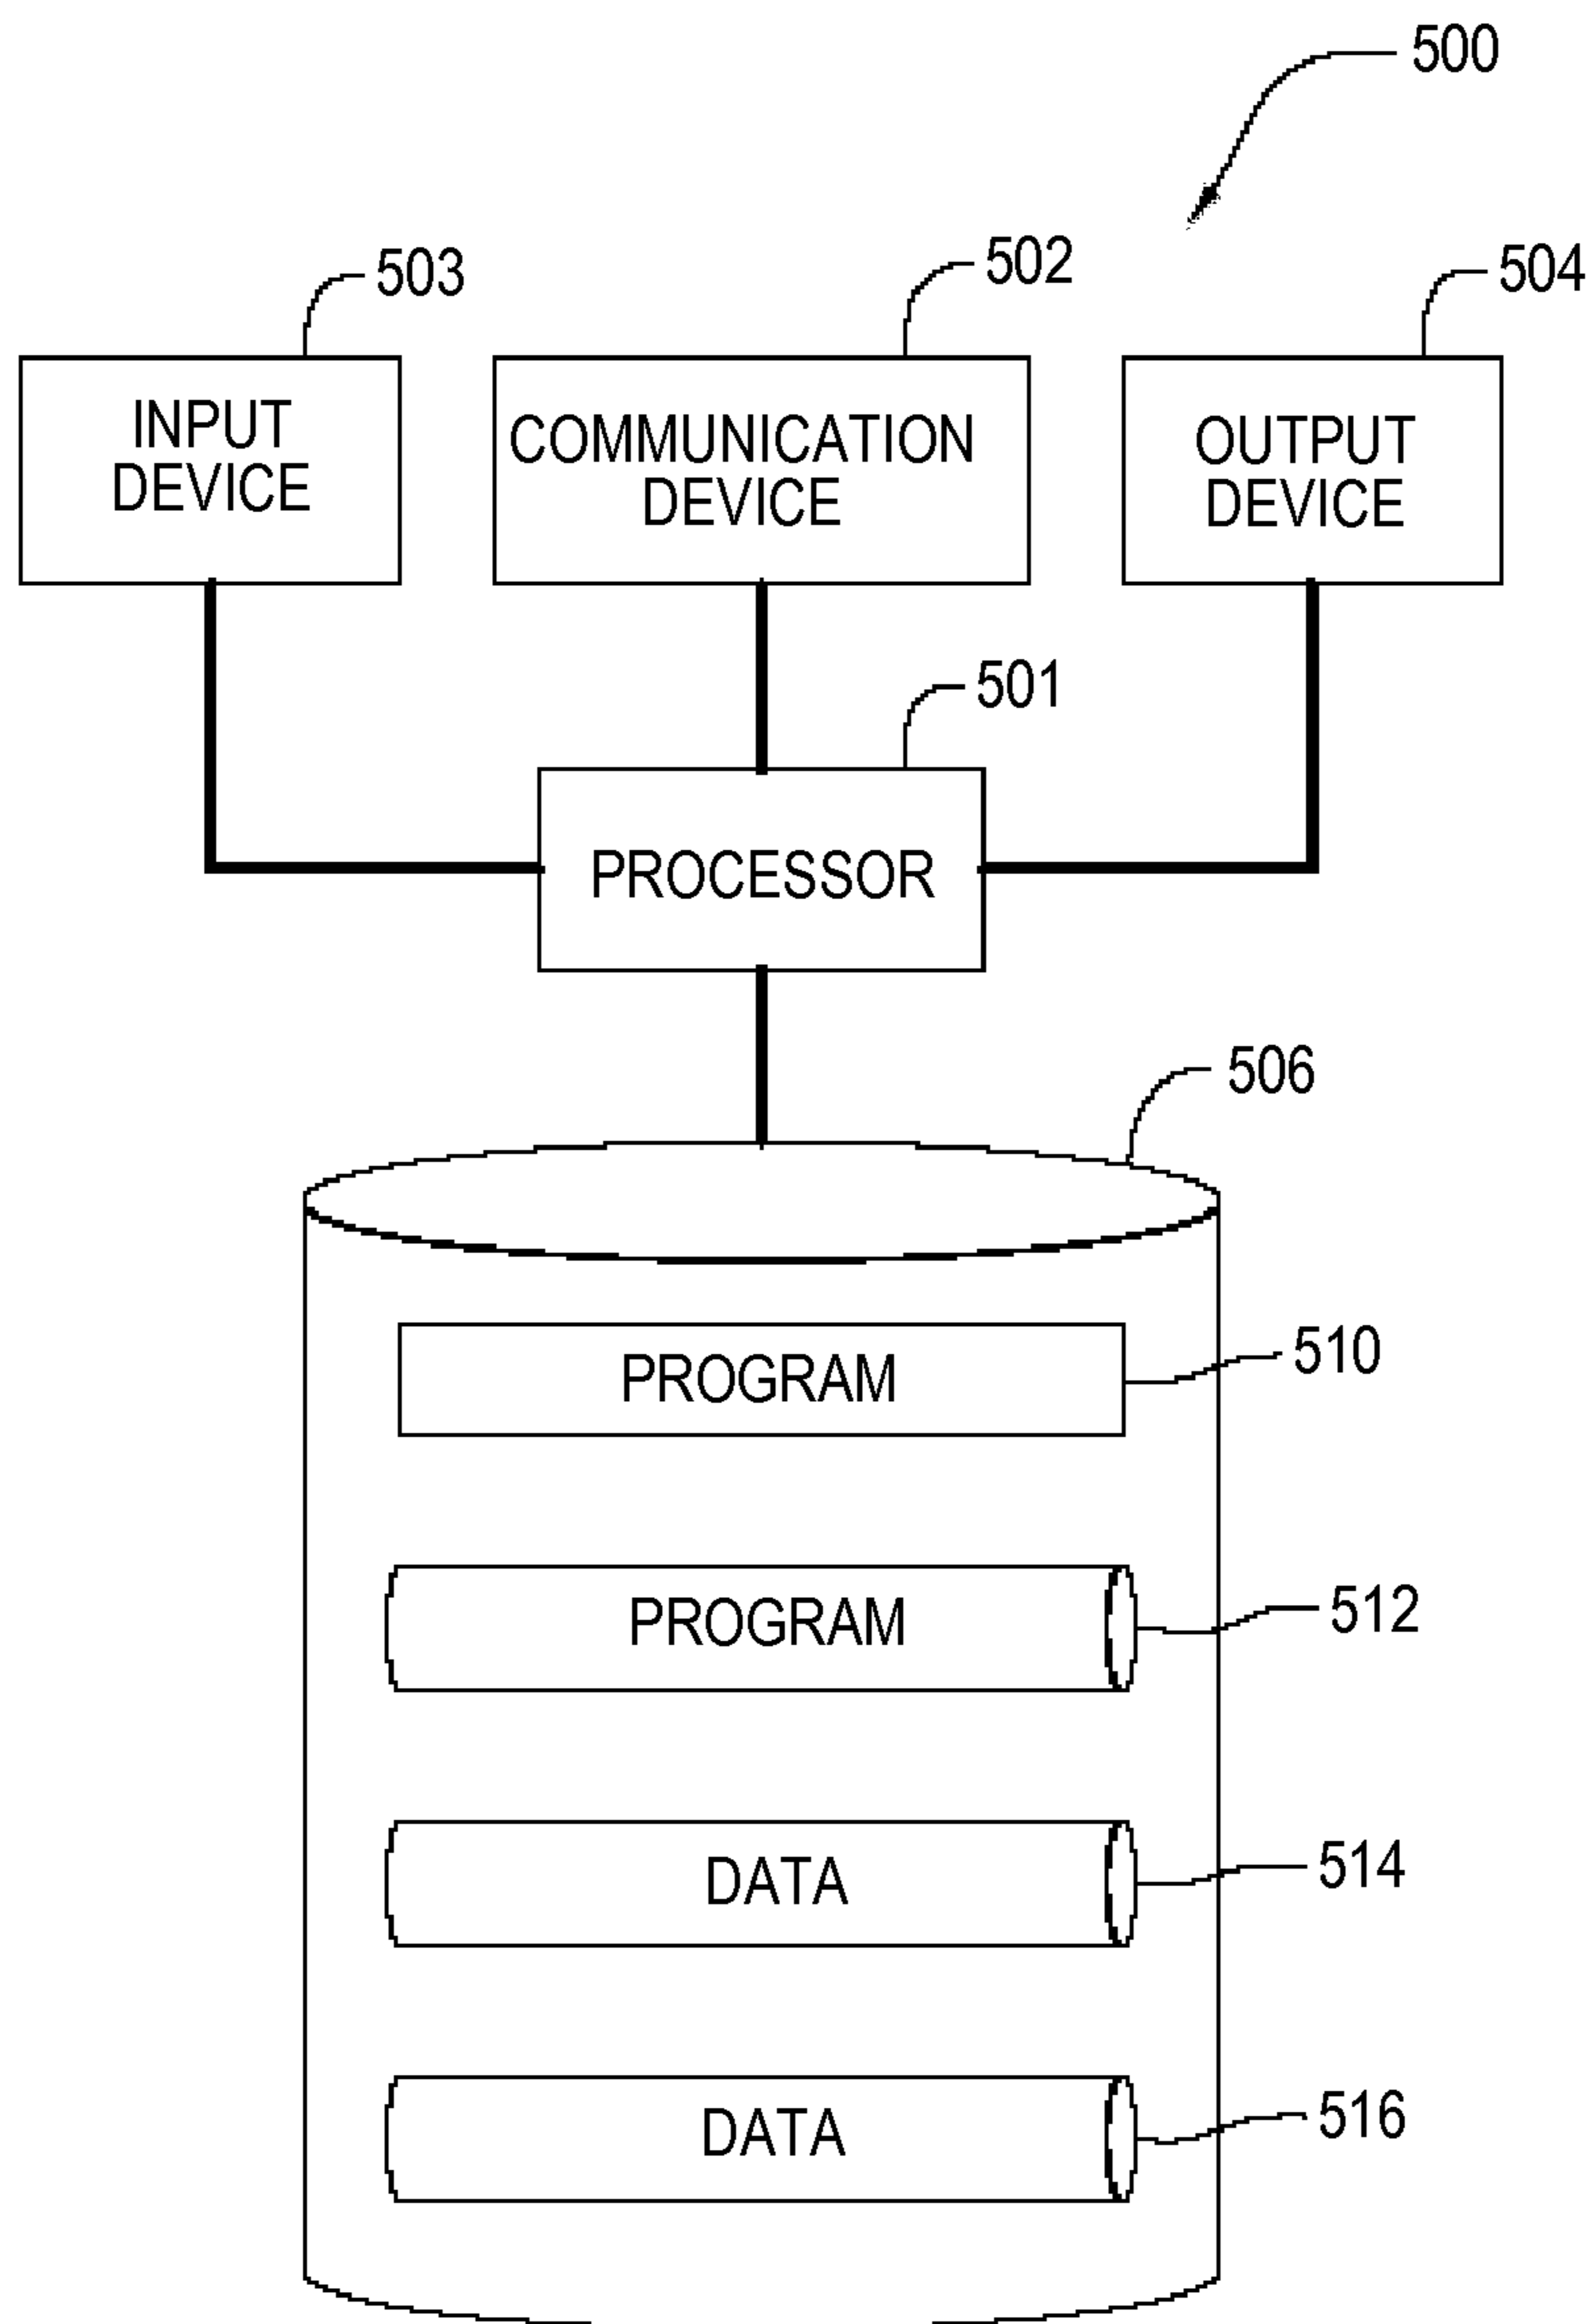 500
503
502
504
INPUT
DEVICE
COMMUNICATION
DEVICE
OUTPUT
DEVICE
501
PROCESSOR
506
PROGRAM
510
PROGRAM
512
DATA
514
DATA
516